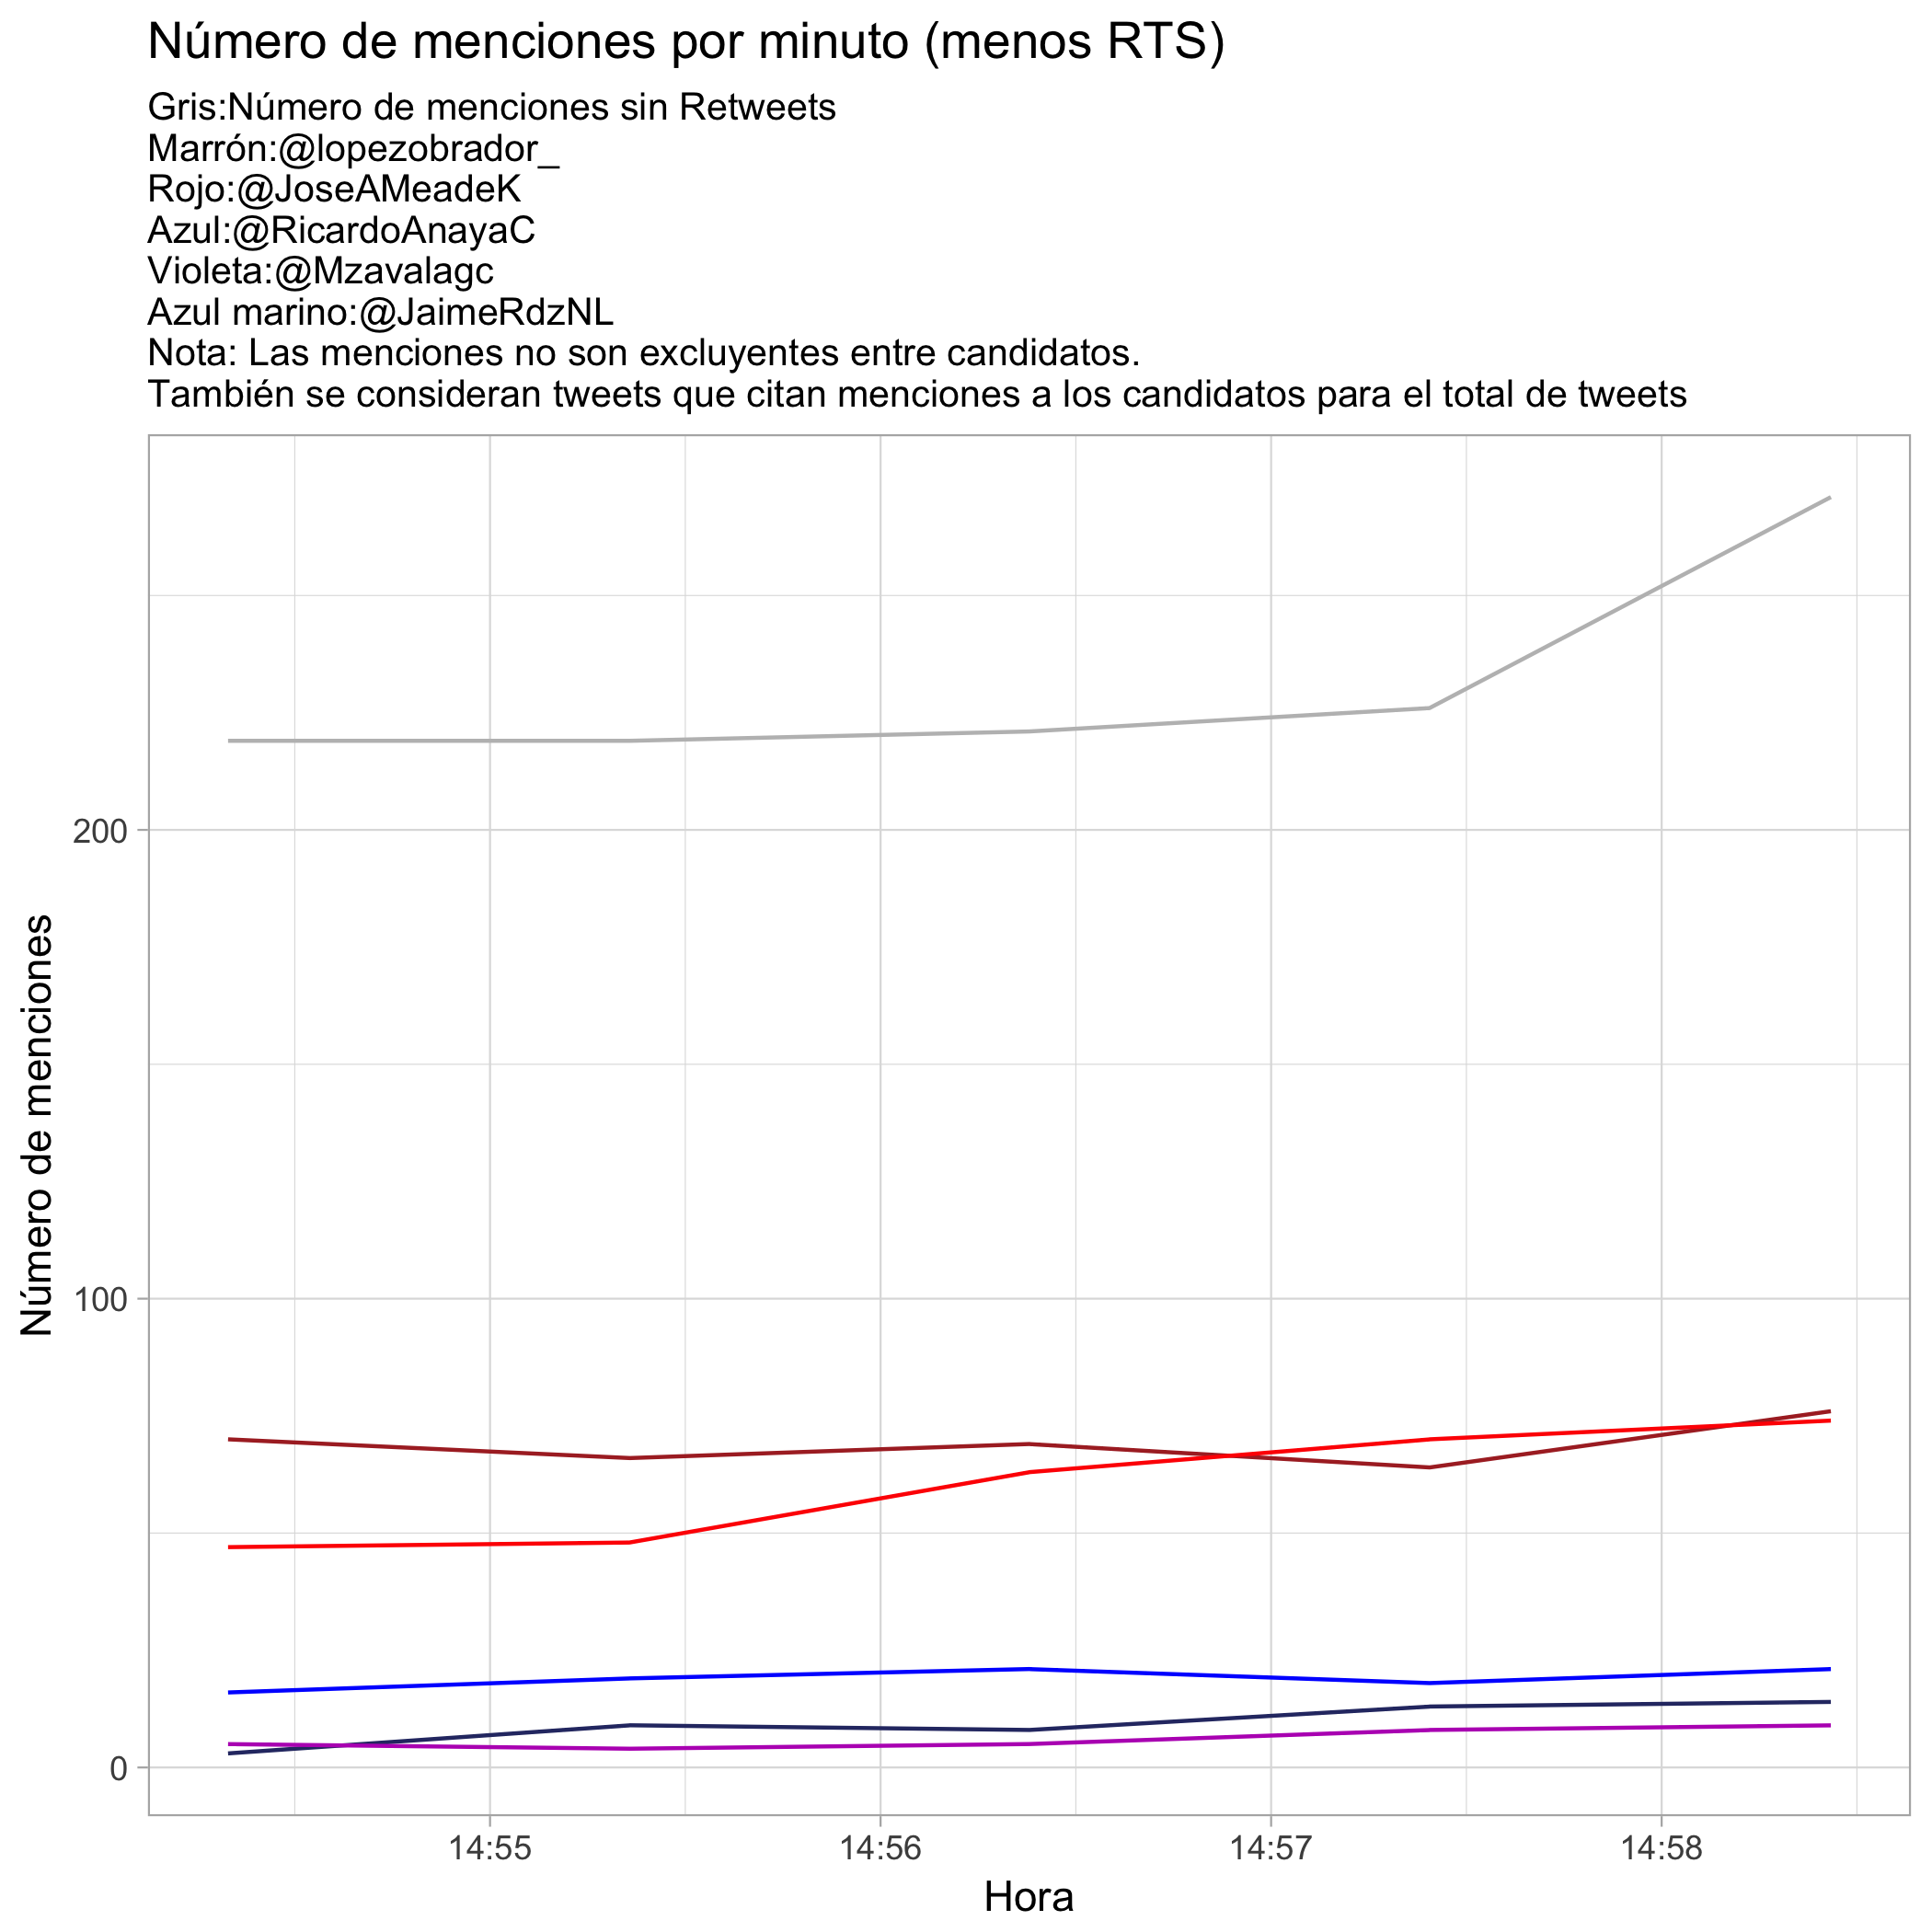 Número de menciones por minuto (menos RTS)
Gris:Número de menciones sin Retweets
Marrón:@lopezobrador_
Rojo:@JoseAMeadeK
Azul:@RicardoAnayaC
Violeta:@Mzavalagc
Azul marino:@JaimeRdzNL
Nota: Las menciones no son excluyentes entre candidatos.
También se consideran tweets que citan menciones a los candidatos para el total de tweets
Número de menciones
200
100
0
14:55
14:56
14:57
14:58
Hora